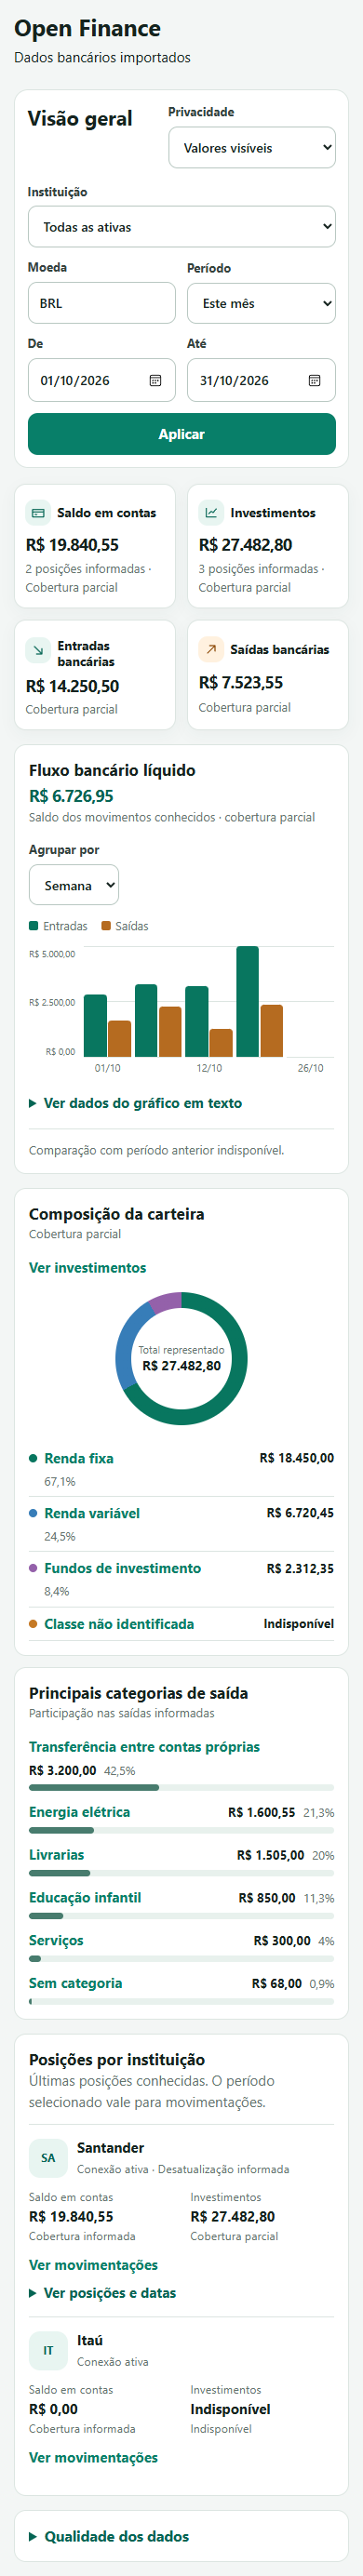 Open Finance
Dados bancários importados
Visão geral
Privacidade
Valores visíveis
Instituição
Todas as ativas
Moeda
Período
BRL
Este mês
De
Até
01/10/2026
31/10/2026
Aplicar
Saldo em contas
R$ 19.840,55
2 posições informadas ·
Cobertura parcial
Investimentos
R$ 27.482,80
3 posições informadas ·
Cobertura parcial
Entradas
bancárias
R$ 14.250,50
Cobertura parcial
Saídas bancárias
R$ 7.523,55
Cobertura parcial
Fluxo bancário líquido
R$ 6.726,95
Saldo dos movimentos conhecidos · cobertura parcial
Agrupar por
Semana
Entradas
Saídas
R$ 5.000,00
R$ 2.500,00
R$ 0,00
01/10
12/10
26/10
Ver dados do gráfico em texto
Comparação com período anterior indisponível.
Composição da carteira
Cobertura parcial
Ver investimentos
Total representado
R$ 27.482,80
Renda fixa
R$ 18.450,00
67,1%
Renda variável
R$ 6.720,45
24,5%
Fundos de investimento
R$ 2.312,35
8,4%
Classe não identificada
Indisponível
Principais categorias de saída
Participação nas saídas informadas
Transferência entre contas próprias
R$ 3.200,00 42,5%
Energia elétrica
R$ 1.600,55 21,3%
Livrarias
R$ 1.505,00 20%
Educação infantil
R$ 850,00 11,3%
Serviços
R$ 300,00 4%
Sem categoria
R$ 68,00 0,9%
Posições por instituição
Últimas posições conhecidas. O período
selecionado vale para movimentações.
SA
Santander
Conexão ativa · Desatualização informada
Saldo em contas
R$ 19.840,55
Cobertura informada
Investimentos
R$ 27.482,80
Cobertura parcial
Ver movimentações
Ver posições e datas
IT
Itaú
Conexão ativa
Saldo em contas
R$ 0,00
Cobertura informada
Investimentos
Indisponível
Indisponível
Ver movimentações
Qualidade dos dados